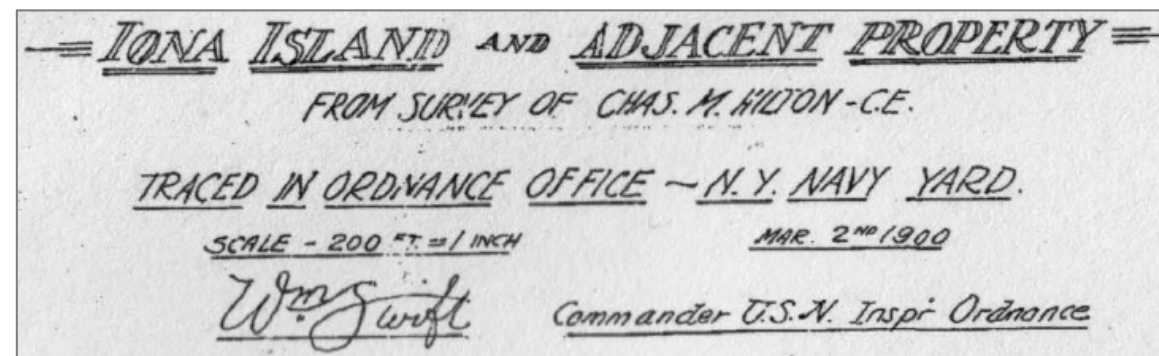 IONA ISLAND AND ADJACENT PROPERTY
FROM SURVEY OF CHAS. M. HILTON - C.E.
TRACED IN ORDNANCE OFFICE – N. Y. NAVY YARD.
SCALE - 200 FT. = 1 INCH MAR. 2ND 1900
Wm Swift Commander U.S.N. Inspr Ordnance